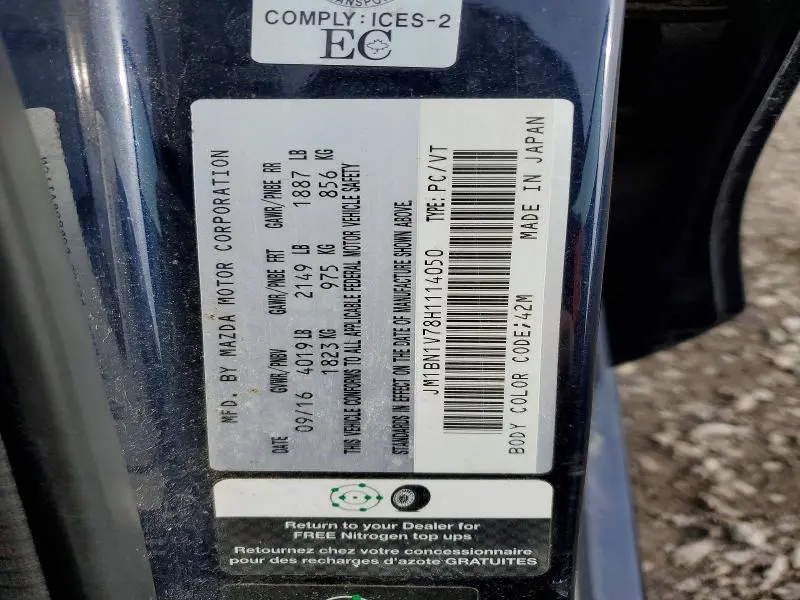 TRANSPO
COMPLY: ICES-2
EC
MFD. BY MAZDA MOTOR CORPORATION
DATE GVWR/PNBV GAWR/PNBE FRT GAWR/PNBE RR
09/16 4019LB 2149 LB 1887 LB
1823 KG 975 KG 856 KG
THIS VEHICLE CONFORMS TO ALL APPLICABLE FEDERAL MOTOR VEHICLE SAFETY
STANDARDS IN EFFECT ON THE DATE OF MANUFACTURE SHOWN ABOVE.
JM1BN1V78H1114050 TYPE: PC/VT
BODY COLOR CODE;42M MADE IN JAPAN
Return to your Dealer for
FREE Nitrogen top ups
Retournez chez votre concessionnaire
pour des recharges d'azote GRATUITES